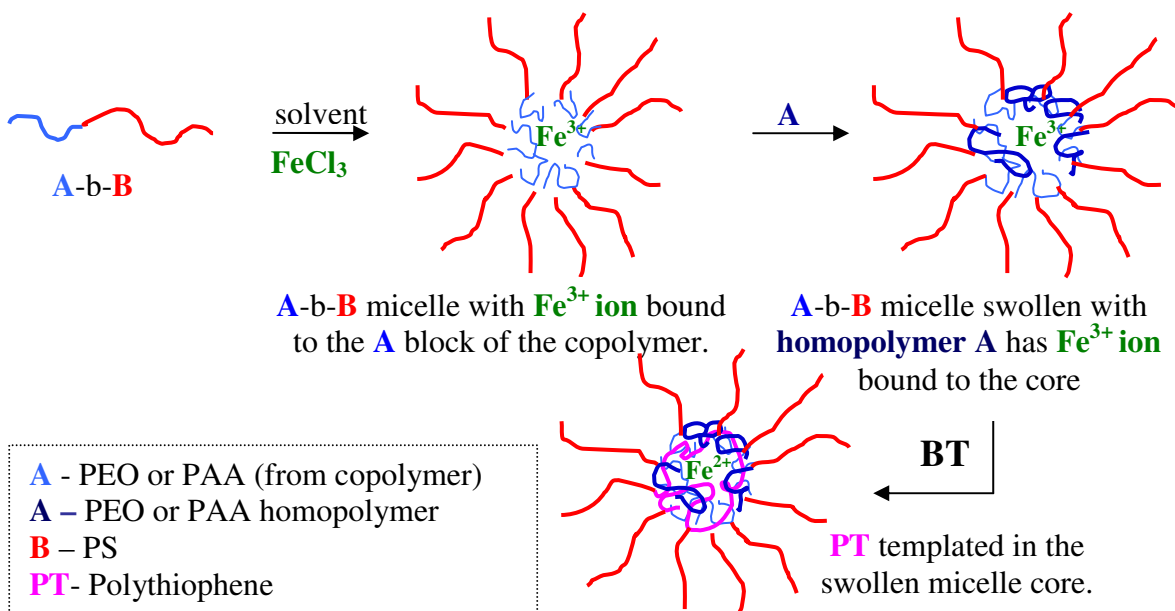 solvent
FeCl3
A-b-B
Fe3+
A
Fe3+
A-b-B micelle with Fe3+ ion bound
to the A block of the copolymer.
A-b-B micelle swollen with
homopolymer A has Fe3+ ion
bound to the core
BT
Fe2+
PT templated in the
swollen micelle core.
A - PEO or PAA (from copolymer)
A – PEO or PAA homopolymer
B – PS
PT- Polythiophene